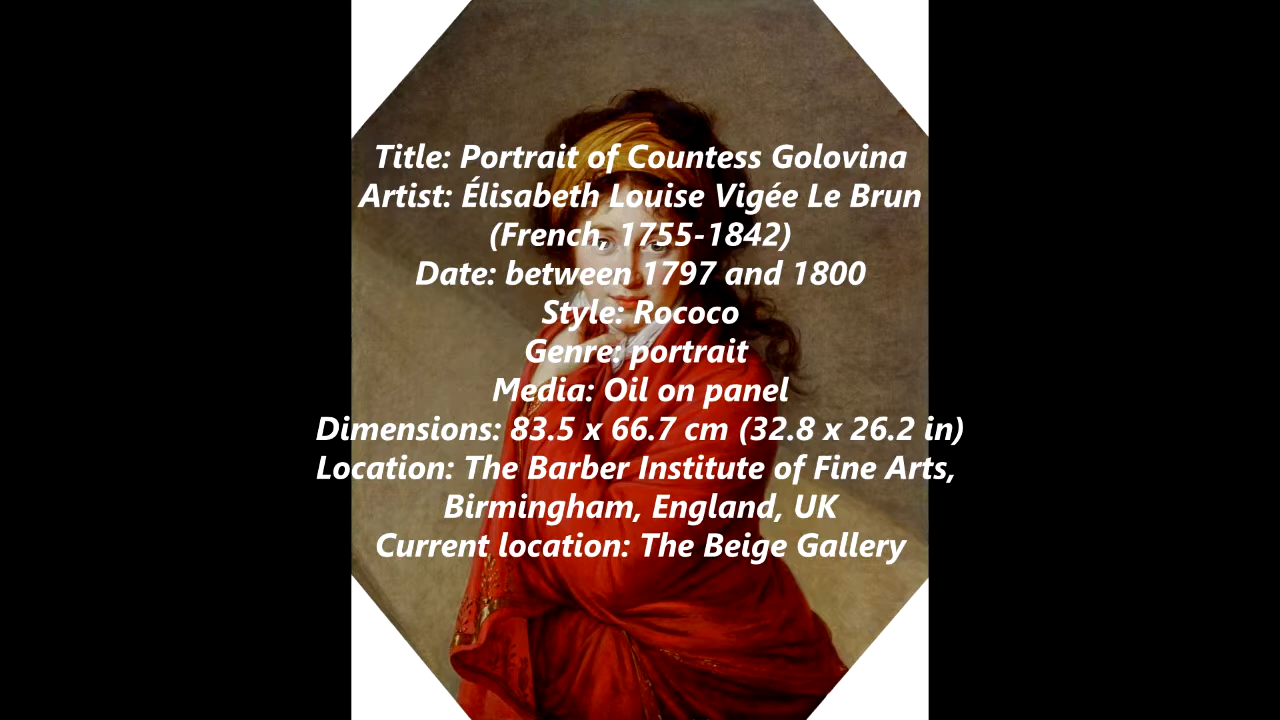 Title: Portrait of Countess Golovina
Artist: Élisabeth Louise Vigée Le Brun
(French, 1755-1842)
Date: between 1797 and 1800
Style: Rococo
Genre: portrait
Media: Oil on panel
Dimensions: 83.5 x 66.7 cm (32.8 x 26.2 in)
Location: The Barber Institute of Fine Arts,
Birmingham, England, UK
Current location: The Beige Gallery